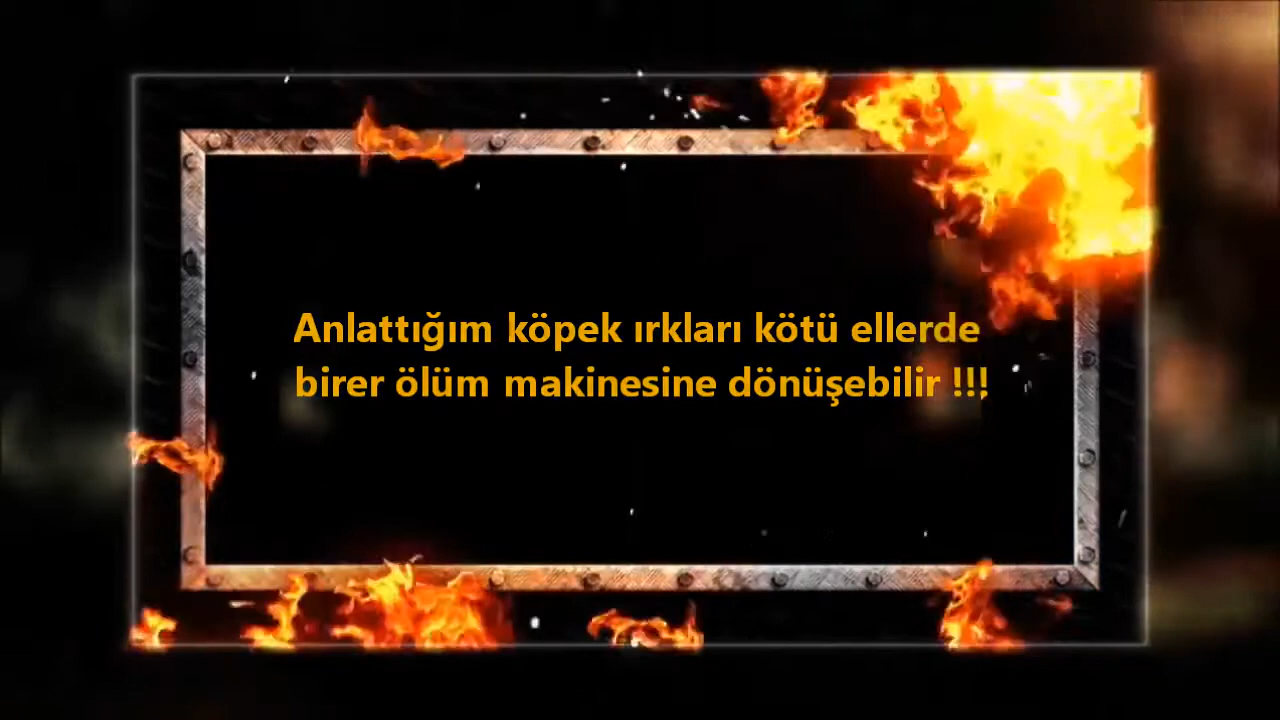 Anlattığım köpek ırkları kötü ellerde
birer ölüm makinesine dönüşebilir !!!